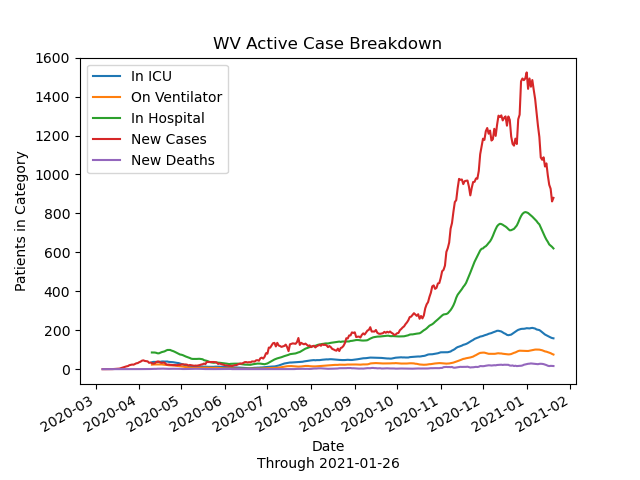 WV Active Case Breakdown
1600
1400
1200
1000
800
600
400
200
0
Patients in Category
In ICU
On Ventilator
In Hospital
New Cases
New Deaths
2020-03
2020-04
2020-05
2020-06
2020-07
2020-08
2020-09
2020-10
2020-11
2020-12
2021-01
2021-02
Date
Through 2021-01-26